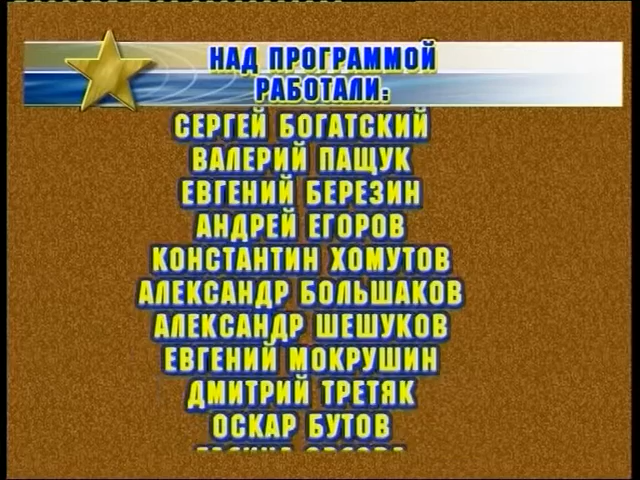 НАД ПРОГРАММОЙ
РАБОТАЛИ:
СЕРГЕЙ БОГАТСКИЙ
ВАЛЕРИЙ ПАЩУК
ЕВГЕНИЙ БЕРЕЗИН
АНДРЕЙ ЕГОРОВ
КОНСТАНТИН ХОМУТОВ
АЛЕКСАНДР БОЛЬШАКОВ
АЛЕКСАНДР ШЕШУКОВ
ЕВГЕНИЙ МОКРУШИН
ДМИТРИЙ ТРЕТЯК
ОСКАР БУТОВ